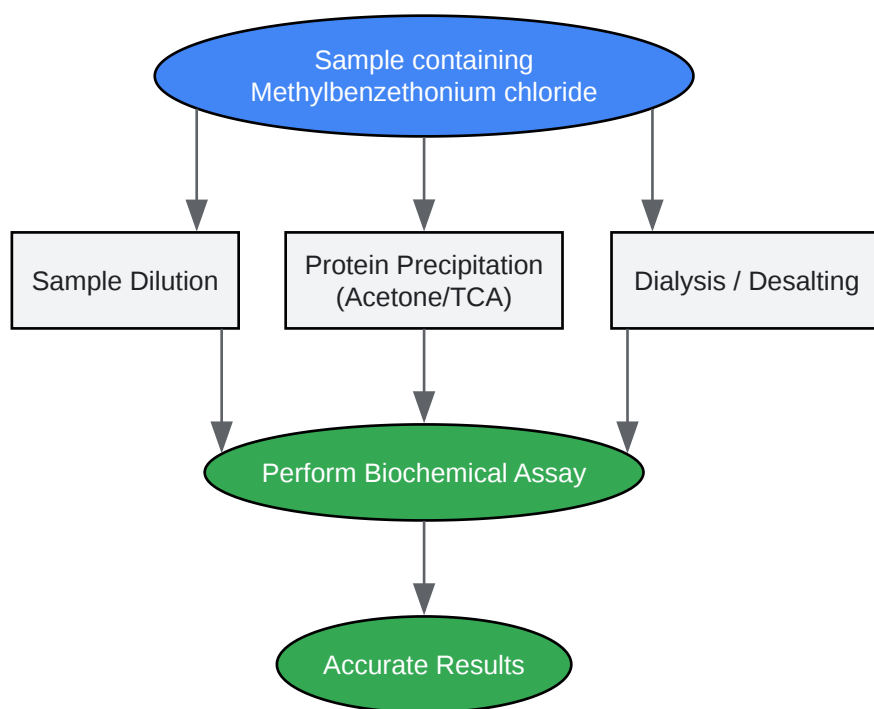 Sample containing
Methylbenzethonium chloride
Sample Dilution
Protein Precipitation
(Acetone/TCA)
Dialysis / Desalting
Perform Biochemical Assay
Accurate Results